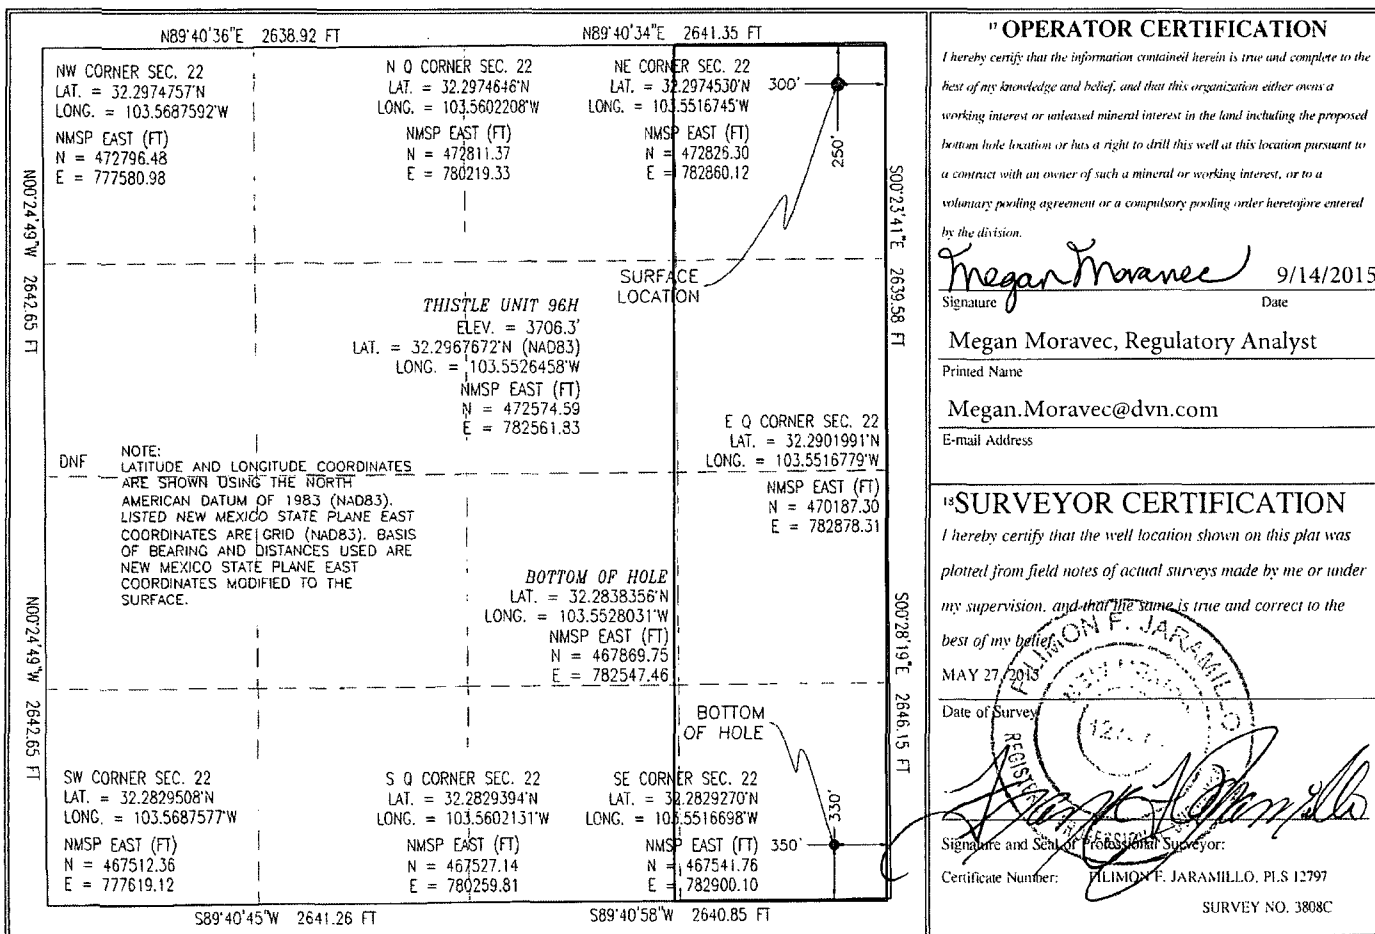 N89°40'36"E 2638.92 FT
N89°40'34"E 2641.35 FT
NW CORNER SEC. 22
LAT. = 32.2974757'N
LONG. = 103.5687592'W
NMSP EAST (FT)
N = 472796.48
E = 777580.98
N Q CORNER SEC. 22
LAT. = 32.2974646'N
LONG. = 103.5602208'W
NMSP EAST (FT)
N = 472811.37
E = 780219.33
NE CORNER SEC. 22
LAT. = 32.2974530'N
LONG. = 103.5516745'W
NMSP EAST (FT)
N = 472826.30
E = 782860.12
300'
250'
N00°24'49"W 2642.65 FT
S00°23'41"E 2639.58 FT
SURFACE
LOCATION
THISTLE UNIT 96H
ELEV. = 3706.3'
LAT. = 32.2967672'N (NAD83)
LONG. = 103.5526458'W
NMSP EAST (FT)
N = 472574.59
E = 782561.83
E Q CORNER SEC. 22
LAT. = 32.2901991'N
LONG. = 103.5516779'W
NMSP EAST (FT)
N = 470187.30
E = 782878.31
DNF
NOTE:
LATITUDE AND LONGITUDE COORDINATES
ARE SHOWN USING THE NORTH
AMERICAN DATUM OF 1983 (NAD83).
LISTED NEW MEXICO STATE PLANE EAST
COORDINATES ARE GRID (NAD83). BASIS
OF BEARING AND DISTANCES USED ARE
NEW MEXICO STATE PLANE EAST
COORDINATES MODIFIED TO THE
SURFACE.
BOTTOM OF HOLE
LAT. = 32.2838356'N
LONG. = 103.5528031'W
NMSP EAST (FT)
N = 467869.75
E = 782547.46
N00°24'49"W 2642.65 FT
S00°28'19"E 2646.15 FT
BOTTOM
OF HOLE
SW CORNER SEC. 22
LAT. = 32.2829508'N
LONG. = 103.5687577'W
NMSP EAST (FT)
N = 467512.36
E = 777619.12
S Q CORNER SEC. 22
LAT. = 32.2829394'N
LONG. = 103.5602131'W
NMSP EAST (FT)
N = 467527.14
E = 780259.81
SE CORNER SEC. 22
LAT. = 32.2829270'N
LONG. = 103.5516698'W
NMSP EAST (FT)
N = 467541.76
E = 782900.10
350'
330'
S89°40'45"W 2641.26 FT
S89°40'58"W 2640.85 FT
17 OPERATOR CERTIFICATION
I hereby certify that the information contained herein is true and complete to the
best of my knowledge and belief, and that this organization either owns a
working interest or unleased mineral interest in the land including the proposed
bottom hole location or has a right to drill this well at this location pursuant to
a contract with an owner of such a mineral or working interest, or to a
voluntary pooling agreement or a compulsory pooling order heretofore entered
by the division.
Megan Moravec 9/14/2015
Signature Date
Megan Moravec, Regulatory Analyst
Printed Name
Megan.Moravec@dvn.com
E-mail Address
18 SURVEYOR CERTIFICATION
I hereby certify that the well location shown on this plat was
plotted from field notes of actual surveys made by me or under
my supervision, and that the same is true and correct to the
best of my belief.
MAY 27, 2013
Date of Survey
FILIMON F. JARAMILLO
Signature and Seal of Professional Surveyor:
Certificate Number: FILIMON F. JARAMILLO, PLS 12797
SURVEY NO. 3808C